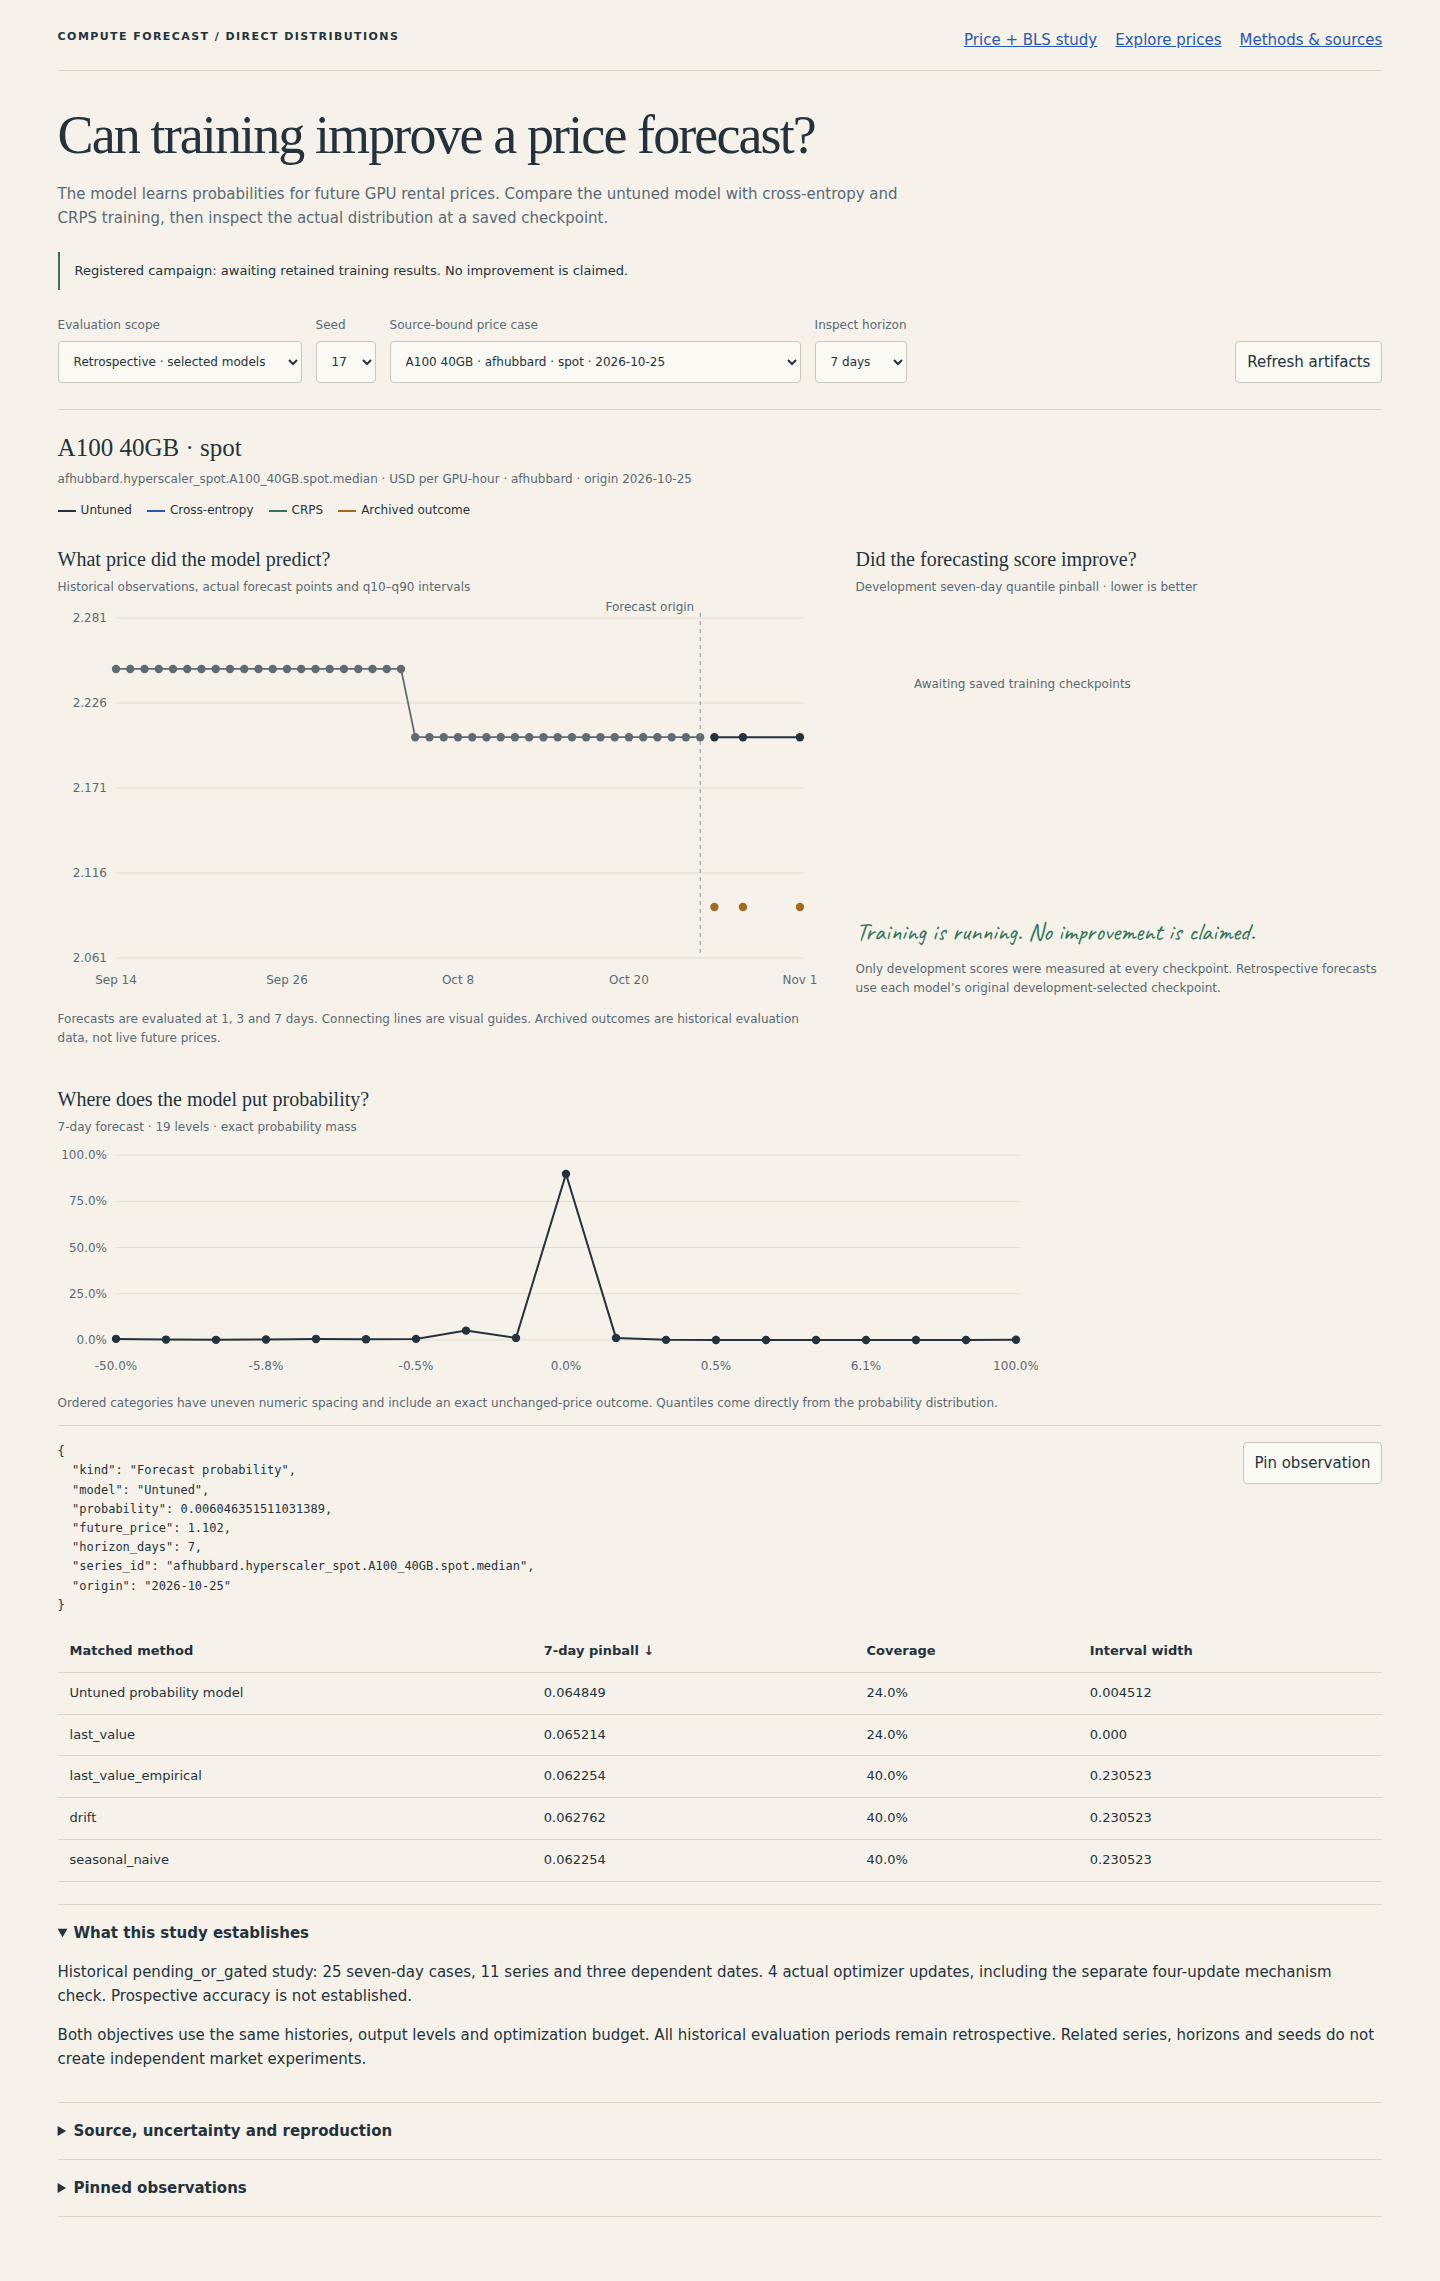 COMPUTE FORECAST / DIRECT DISTRIBUTIONS
Price + BLS study
Explore prices
Methods & sources
Can training improve a price forecast?
The model learns probabilities for future GPU rental prices. Compare the untuned model with cross-entropy and
CRPS training, then inspect the actual distribution at a saved checkpoint.
Registered campaign: awaiting retained training results. No improvement is claimed.
Evaluation scope
Seed
Source-bound price case
Inspect horizon
Retrospective · selected models
17
A100 40GB · afhubbard · spot · 2026-10-25
7 days
Refresh artifacts
A100 40GB · spot
afhubbard.hyperscaler_spot.A100_40GB.spot.median · USD per GPU-hour · afhubbard · origin 2026-10-25
Untuned
Cross-entropy
CRPS
Archived outcome
What price did the model predict?
Historical observations, actual forecast points and q10–q90 intervals
Forecast origin
2.281
2.226
2.171
2.116
2.061
Sep 14
Sep 26
Oct 8
Oct 20
Nov 1
Forecasts are evaluated at 1, 3 and 7 days. Connecting lines are visual guides. Archived outcomes are historical evaluation
data, not live future prices.
Did the forecasting score improve?
Development seven-day quantile pinball · lower is better
Awaiting saved training checkpoints
Training is running. No improvement is claimed.
Only development scores were measured at every checkpoint. Retrospective forecasts
use each model’s original development-selected checkpoint.
Where does the model put probability?
7-day forecast · 19 levels · exact probability mass
100.0%
75.0%
50.0%
25.0%
0.0%
-50.0%
-5.8%
-0.5%
0.0%
0.5%
6.1%
100.0%
Ordered categories have uneven numeric spacing and include an exact unchanged-price outcome. Quantiles come directly from the probability distribution.
{
"kind": "Forecast probability",
"model": "Untuned",
"probability": 0.006046351511031389,
"future_price": 1.102,
"horizon_days": 7,
"series_id": "afhubbard.hyperscaler_spot.A100_40GB.spot.median",
"origin": "2026-10-25"
}
Pin observation
Matched method 7-day pinball ↓ Coverage Interval width
Untuned probability model 0.064849 24.0% 0.004512
last_value 0.065214 24.0% 0.000
last_value_empirical 0.062254 40.0% 0.230523
drift 0.062762 40.0% 0.230523
seasonal_naive 0.062254 40.0% 0.230523
What this study establishes
Historical pending_or_gated study: 25 seven-day cases, 11 series and three dependent dates. 4 actual optimizer updates, including the separate four-update mechanism
check. Prospective accuracy is not established.
Both objectives use the same histories, output levels and optimization budget. All historical evaluation periods remain retrospective. Related series, horizons and seeds do not
create independent market experiments.
Source, uncertainty and reproduction
Pinned observations